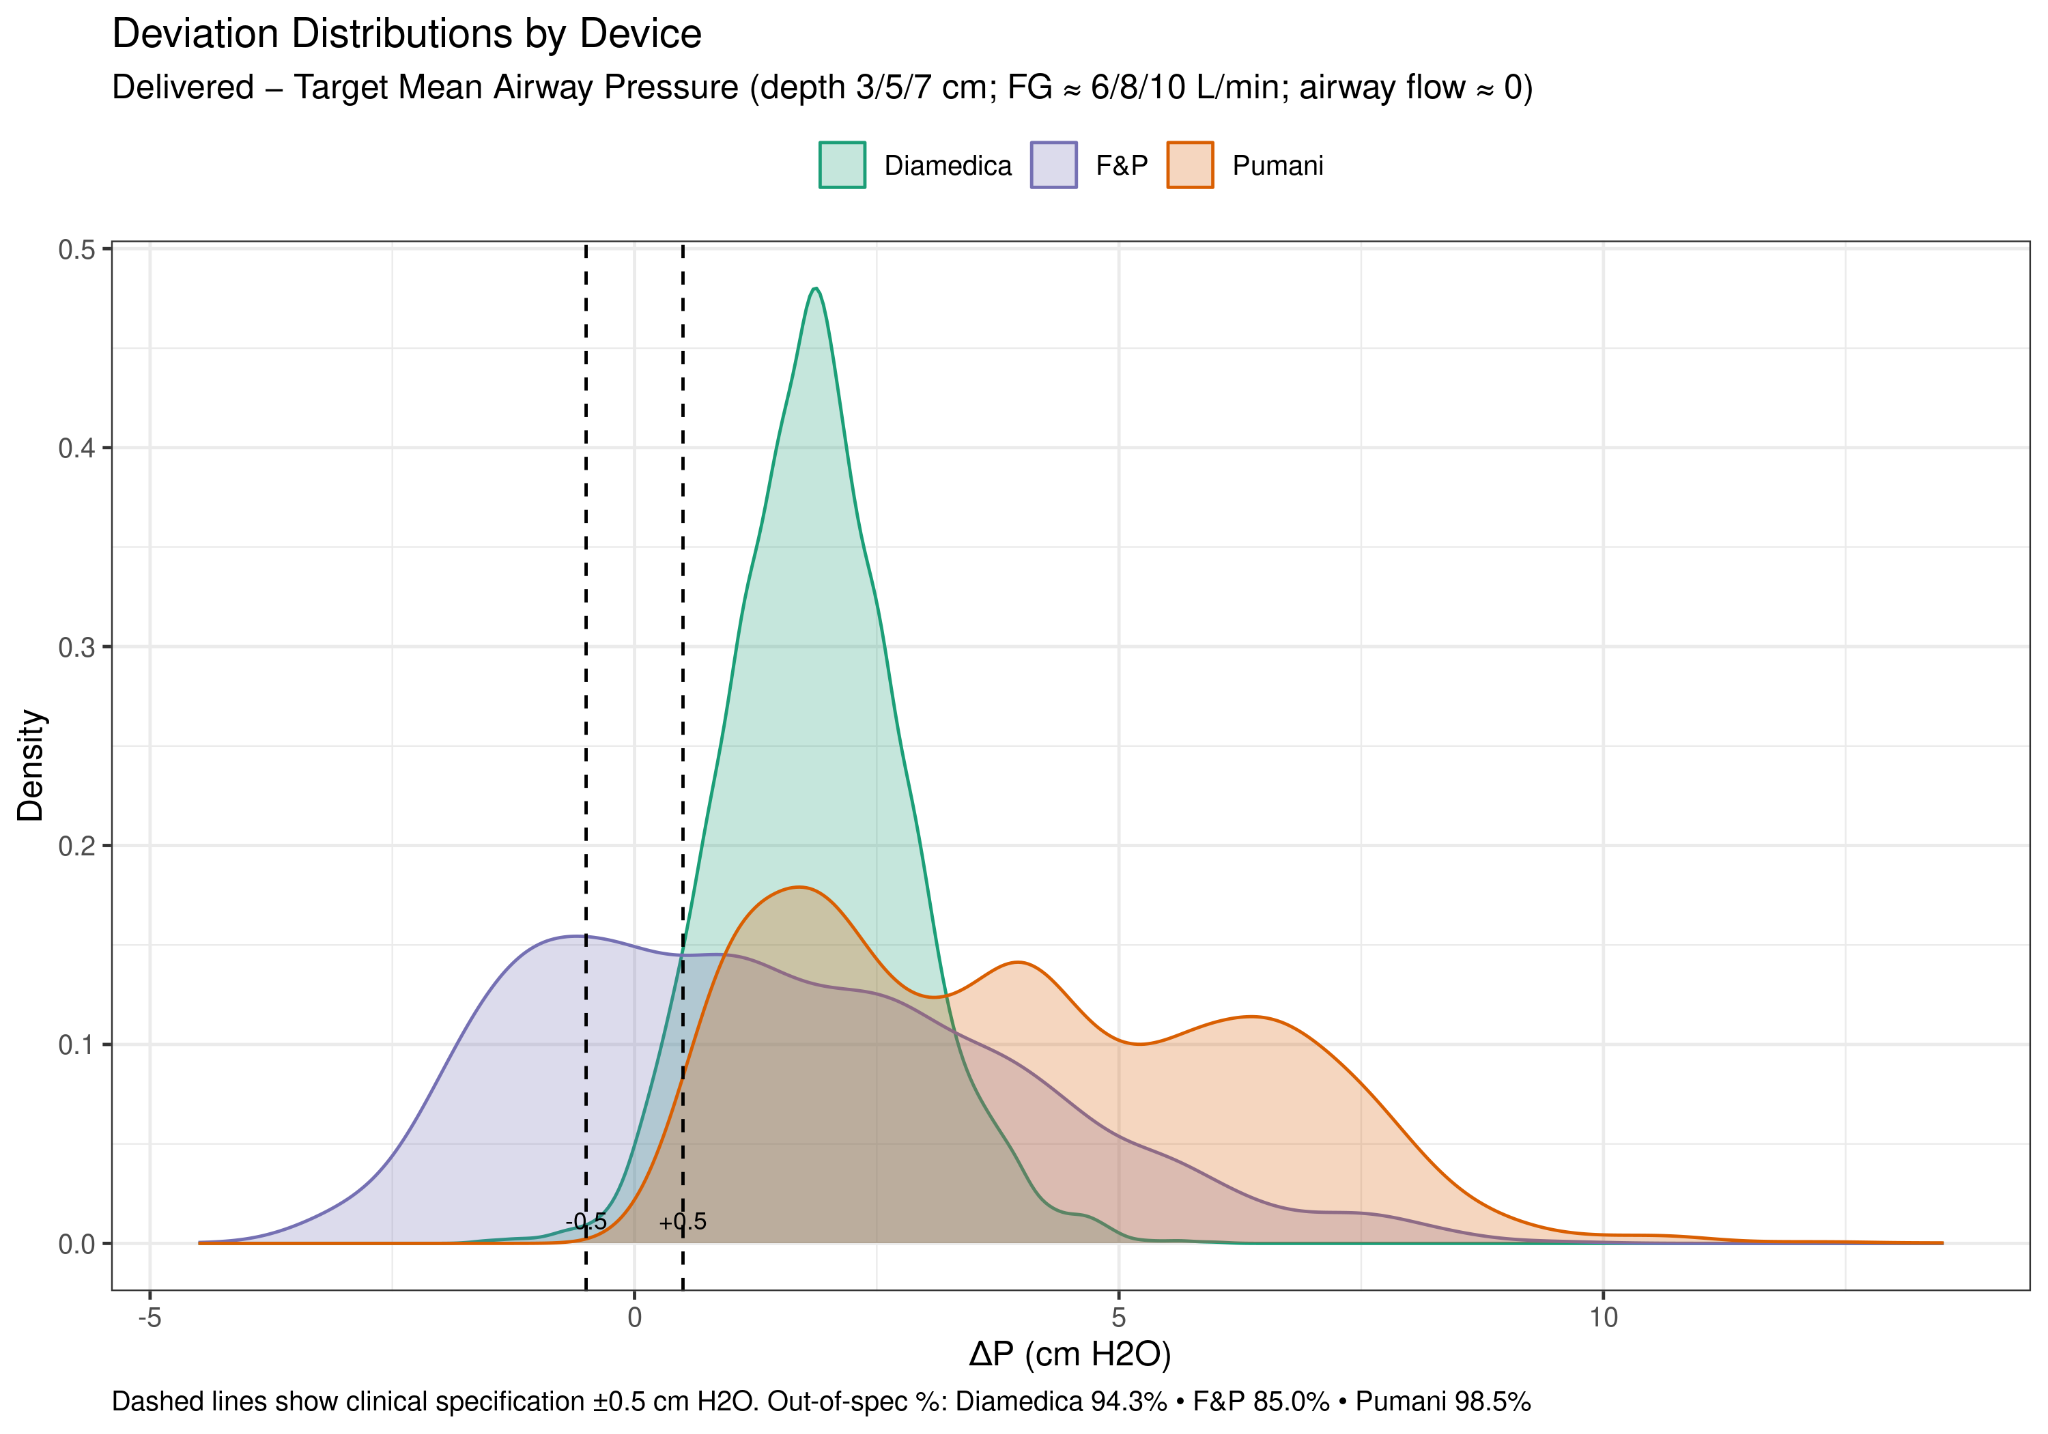 Deviation Distributions by Device
Delivered − Target Mean Airway Pressure (depth 3/5/7 cm; FG ≈ 6/8/10 L/min; airway flow ≈ 0)
Diamedica F&P Pumani
0.5
0.4
0.3
0.2
0.1
0.0
Density
-0.5 +0.5
-5 0 5 10
ΔP (cm H2O)
Dashed lines show clinical specification ±0.5 cm H2O. Out-of-spec %: Diamedica 94.3% • F&P 85.0% • Pumani 98.5%